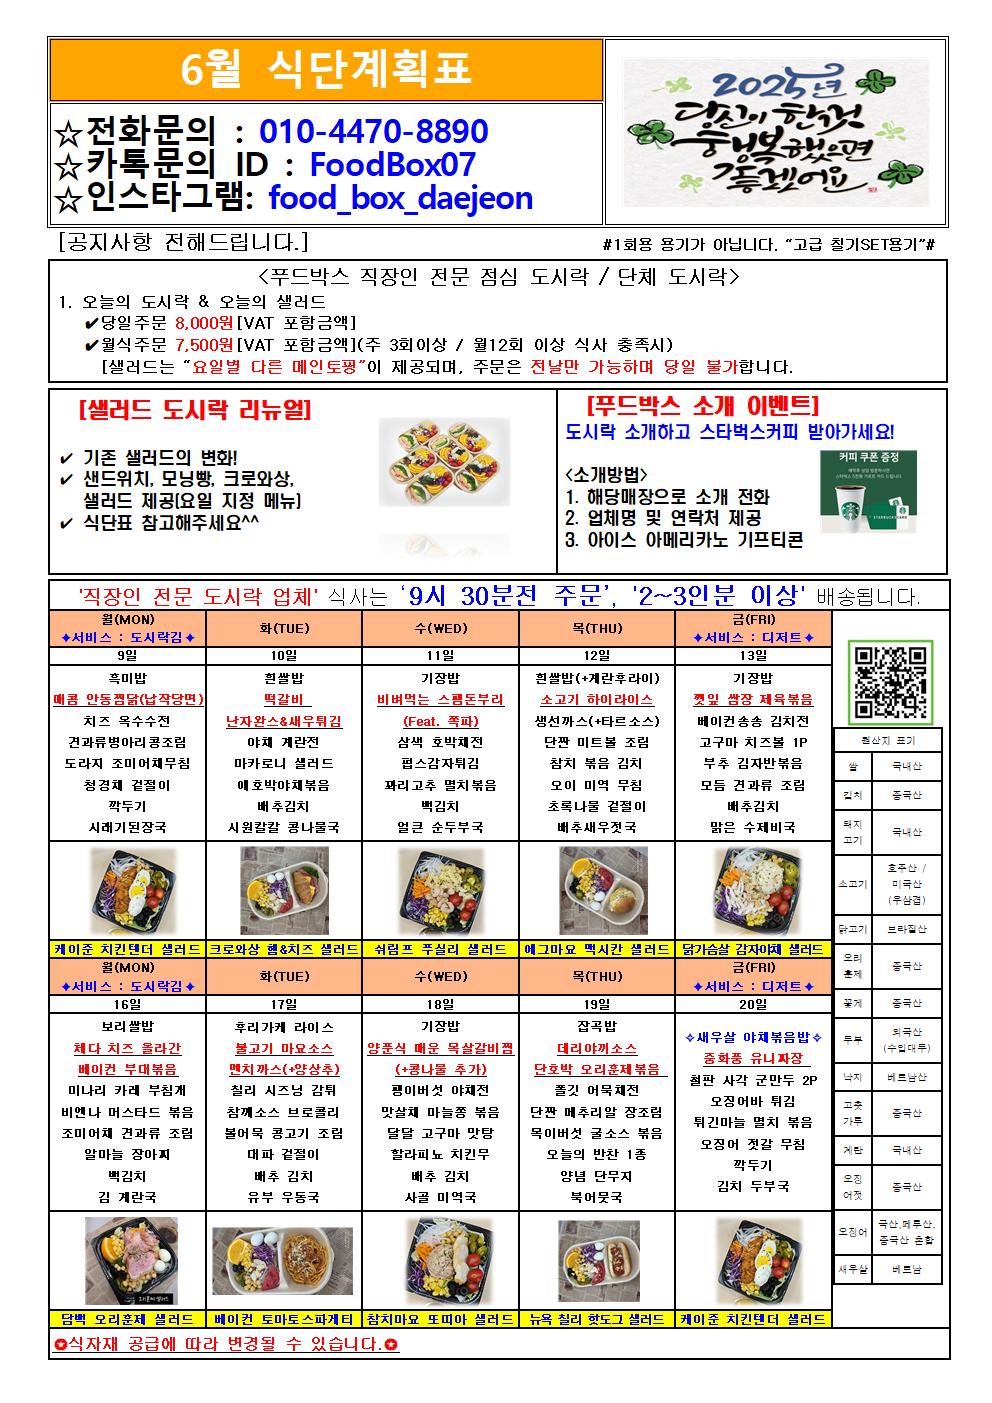 6월 식단계획표
☆전화문의 : 010-4470-8890
☆카톡문의 ID : FoodBox07
☆인스타그램: food_box_daejeon
2025년
당신이 한껏
행복했으면
좋겠어요
[공지사항 전해드립니다.]
#1회용 용기가 아닙니다. “고급 찰기SET용기”#
<푸드박스 직장인 전문 점심 도시락 / 단체 도시락>
1. 오늘의 도시락 & 오늘의 샐러드
✔당일주문 8,000원[VAT 포함금액]
✔월식주문 7,500원[VAT 포함금액](주 3회이상 / 월12회 이상 식사 충족시)
[샐러드는 “요일별 다른 메인토핑”이 제공되며, 주문은 전날만 가능하며 당일 불가합니다.
[샐러드 도시락 리뉴얼]
✔ 기존 샐러드의 변화!
✔ 샌드위치, 모닝빵, 크로와상,
샐러드 제공(요일 지정 메뉴)
✔ 식단표 참고해주세요^^
[푸드박스 소개 이벤트]
도시락 소개하고 스타벅스커피 받아가세요!
<소개방법>
1. 해당매장으로 소개 전화
2. 업체명 및 연락처 제공
3. 아이스 아메리카노 기프티콘
커피 쿠폰 증정
'직장인 전문 도시락 업체' 식사는 ‘9시 30분전 주문’, '2~3인분 이상' 배송됩니다.
월(MON) 화(TUE) 수(WED) 목(THU) 금(FRI)
✦서비스 : 도시락김✦ ✦서비스 : 디저트✦
9일 10일 11일 12일 13일
흑미밥 흰쌀밥 기장밥 흰쌀밥(+계란후라이) 기장밥
매콤 안동찜닭(납작당면) 떡갈비 비벼먹는 스팸돈부리 소고기 하이라이스 깻잎 쌈장 제육볶음
치즈 옥수수전 난자완스&새우튀김 (Feat. 쪽파) 생선까스(+타르소스) 베이컨송송 김치전
견과류병아리콩조림 야채 계란전 삼색 호박채전 단짠 미트볼 조림 고구마 치즈볼 1P
도라지 조미어채무침 마카로니 샐러드 펍스감자튀김 참치 볶음 김치 부추 김자반볶음
청경채 겉절이 애호박야채볶음 꽈리고추 멸치볶음 오이 미역 무침 모듬 견과류 조림
깍두기 배추김치 백김치 초록나물 겉절이 배추김치
시래기된장국 시원칼칼 콩나물국 얼큰 순두부국 배추새우젓국 맑은 수제비국
케이준 치킨텐더 샐러드 크로와상 햄&치즈 샐러드 쉬림프 푸실리 샐러드 에그마요 멕시칸 샐러드 닭가슴살 감자야채 샐러드
월(MON) 화(TUE) 수(WED) 목(THU) 금(FRI)
✦서비스 : 도시락김✦ ✦서비스 : 디저트✦
16일 17일 18일 19일 20일
보리쌀밥 후리가케 라이스 기장밥 잡곡밥 ✧새우살 야채볶음밥✧
체다 치즈 올라간 불고기 마요소스 양푼식 매운 목살갈비찜 데리야끼소스 중화풍 유니짜장
베이컨 부대볶음 멘치까스(+양상추) (+콩나물 추가) 단호박 오리훈제볶음 철판 사각 군만두 2P
미나리 카레 부침개 칠리 시즈닝 감튀 팽이버섯 야채전 쫄깃 어묵채전 오징어바 튀김
비엔나 머스타드 볶음 참깨소스 브로콜리 맛살채 마늘쫑 볶음 단짠 메추리알 장조림 튀긴마늘 멸치 볶음
조미어채 견과류 조림 볼어묵 콩고기 조림 달달 고구마 맛탕 목이버섯 굴소스 볶음 오징어 젓갈 무침
알마늘 장아찌 대파 겉절이 할라피뇨 치킨무 오늘의 반찬 1종 깍두기
백김치 배추 김치 배추 김치 양념 단무지 김치 두부국
김 계란국 유부 우동국 사골 미역국 북어뭇국
담백 오리훈제 샐러드 베이컨 토마토스파게티 참치마요 또띠아 샐러드 뉴욕 칠리 핫도그 샐러드 케이준 치킨텐더 샐러드
원산지 표기
쌀 국내산
김치 중국산
돼지고기 국내산
소고기 호주산 / 미국산 (우삼겹)
닭고기 브라질산
오리훈제 중국산
꽃게 중국산
두부 외국산 (수입대두)
낙지 베트남산
고춧가루 중국산
계란 국내산
오징어젓 중국산
오징어 국산,페루산, 중국산 혼합
새우살 베트남
✪식자재 공급에 따라 변경될 수 있습니다.✪